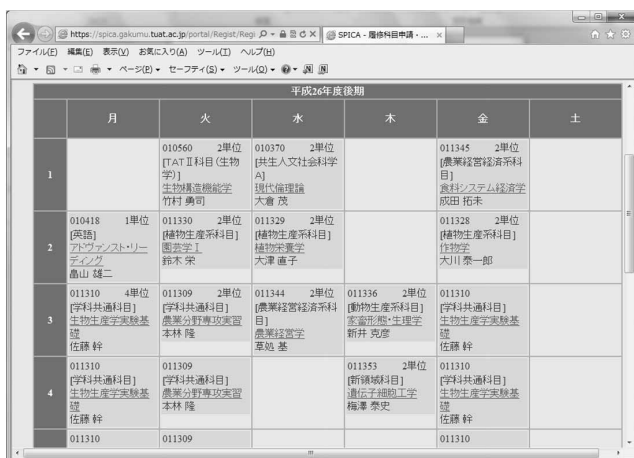 https://spica.gakumu.tuat.ac.jp/portal/Regist/Regi
SPICA - 履修科目申請・...
ファイル(F) 編集(E) 表示(V) お気に入り(A) ツール(T) ヘルプ(H)
ページ(P) セーフティ(S) ツール(O)
平成26年度後期
月 火 水 木 金 土
1
010560 2単位
[TATⅡ科目(生物学)]
生物構造機能学
竹村 勇司
010370 2単位
[共生人文社会科学A]
現代倫理論
大倉 茂
011345 2単位
[農業経営経済系科目]
食料システム経済学
成田 拓未
2
010418 1単位
[英語]
アドヴァンスト・リーディング
畠山 雄二
011330 2単位
[植物生産系科目]
園芸学Ⅰ
鈴木 栄
011329 2単位
[植物生産系科目]
植物栄養学
大津 直子
011328 2単位
[植物生産系科目]
作物学
大川 泰一郎
3
011310 4単位
[学科共通科目]
生物生産学実験基礎
佐藤 幹
011309 2単位
[学科共通科目]
農業分野専攻実習
本林 隆
011344 2単位
[農業経営経済系科目]
農業経営学
草処 基
011336 2単位
[動物生産系科目]
家畜形態・生理学
新井 克彦
011310
[学科共通科目]
生物生産学実験基礎
佐藤 幹
4
011310
[学科共通科目]
生物生産学実験基礎
佐藤 幹
011309
[学科共通科目]
農業分野専攻実習
本林 隆
011353 2単位
[新領域科目]
遺伝子細胞工学
梅澤 泰史
011310
[学科共通科目]
生物生産学実験基礎
佐藤 幹
011310
011309
011310